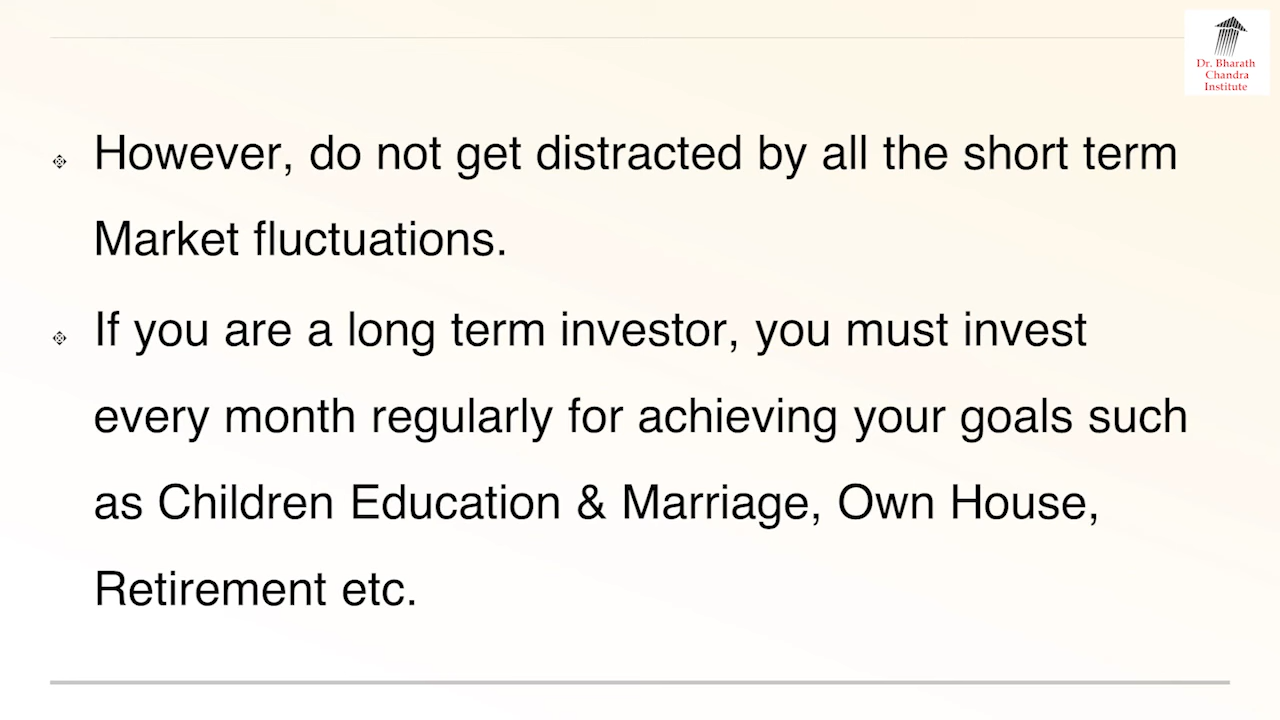 Dr. Bharath
Chandra
Institute
However, do not get distracted by all the short term
Market fluctuations.
If you are a long term investor, you must invest
every month regularly for achieving your goals such
as Children Education & Marriage, Own House,
Retirement etc.